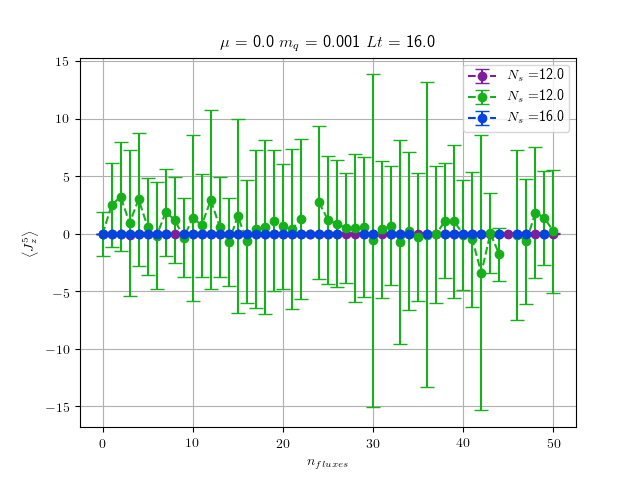 μ = 0.0 m_q = 0.001 Lt = 16.0
15
10
5
0
−5
−10
−15
⟨J_z^5⟩
N_s =12.0
N_s =12.0
N_s =16.0
0 10 20 30 40 50
n_fluxes